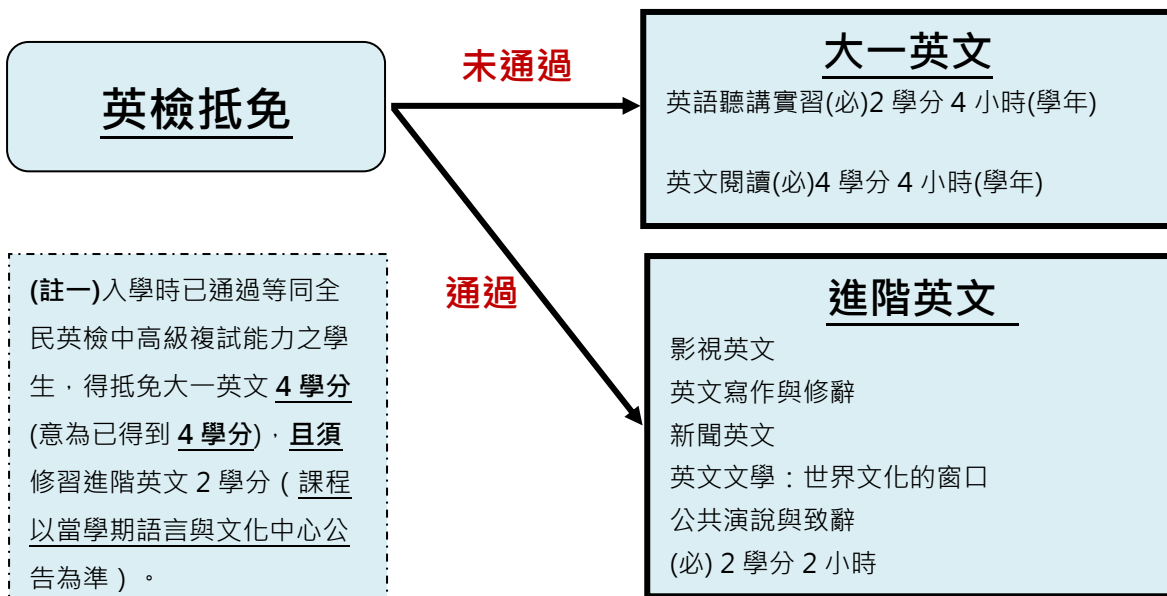 英檢抵免
未通過
大一英文
英語聽講實習(必)2 學分 4 小時(學年)
英文閱讀(必)4 學分 4 小時(學年)
(註一)入學時已通過等同全
民英檢中高級複試能力之學
生，得抵免大一英文 4 學分
(意為已得到 4 學分)，且須
修習進階英文 2 學分（課程
以當學期語言與文化中心公
告為準）。
通過
進階英文
影視英文
英文寫作與修辭
新聞英文
英文文學：世界文化的窗口
公共演說與致辭
(必) 2 學分 2 小時